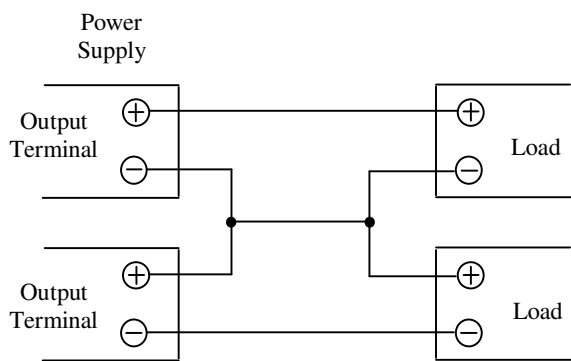 Power
Supply
Output
Terminal
+
−
+
−
Load
Output
Terminal
+
−
+
−
Load